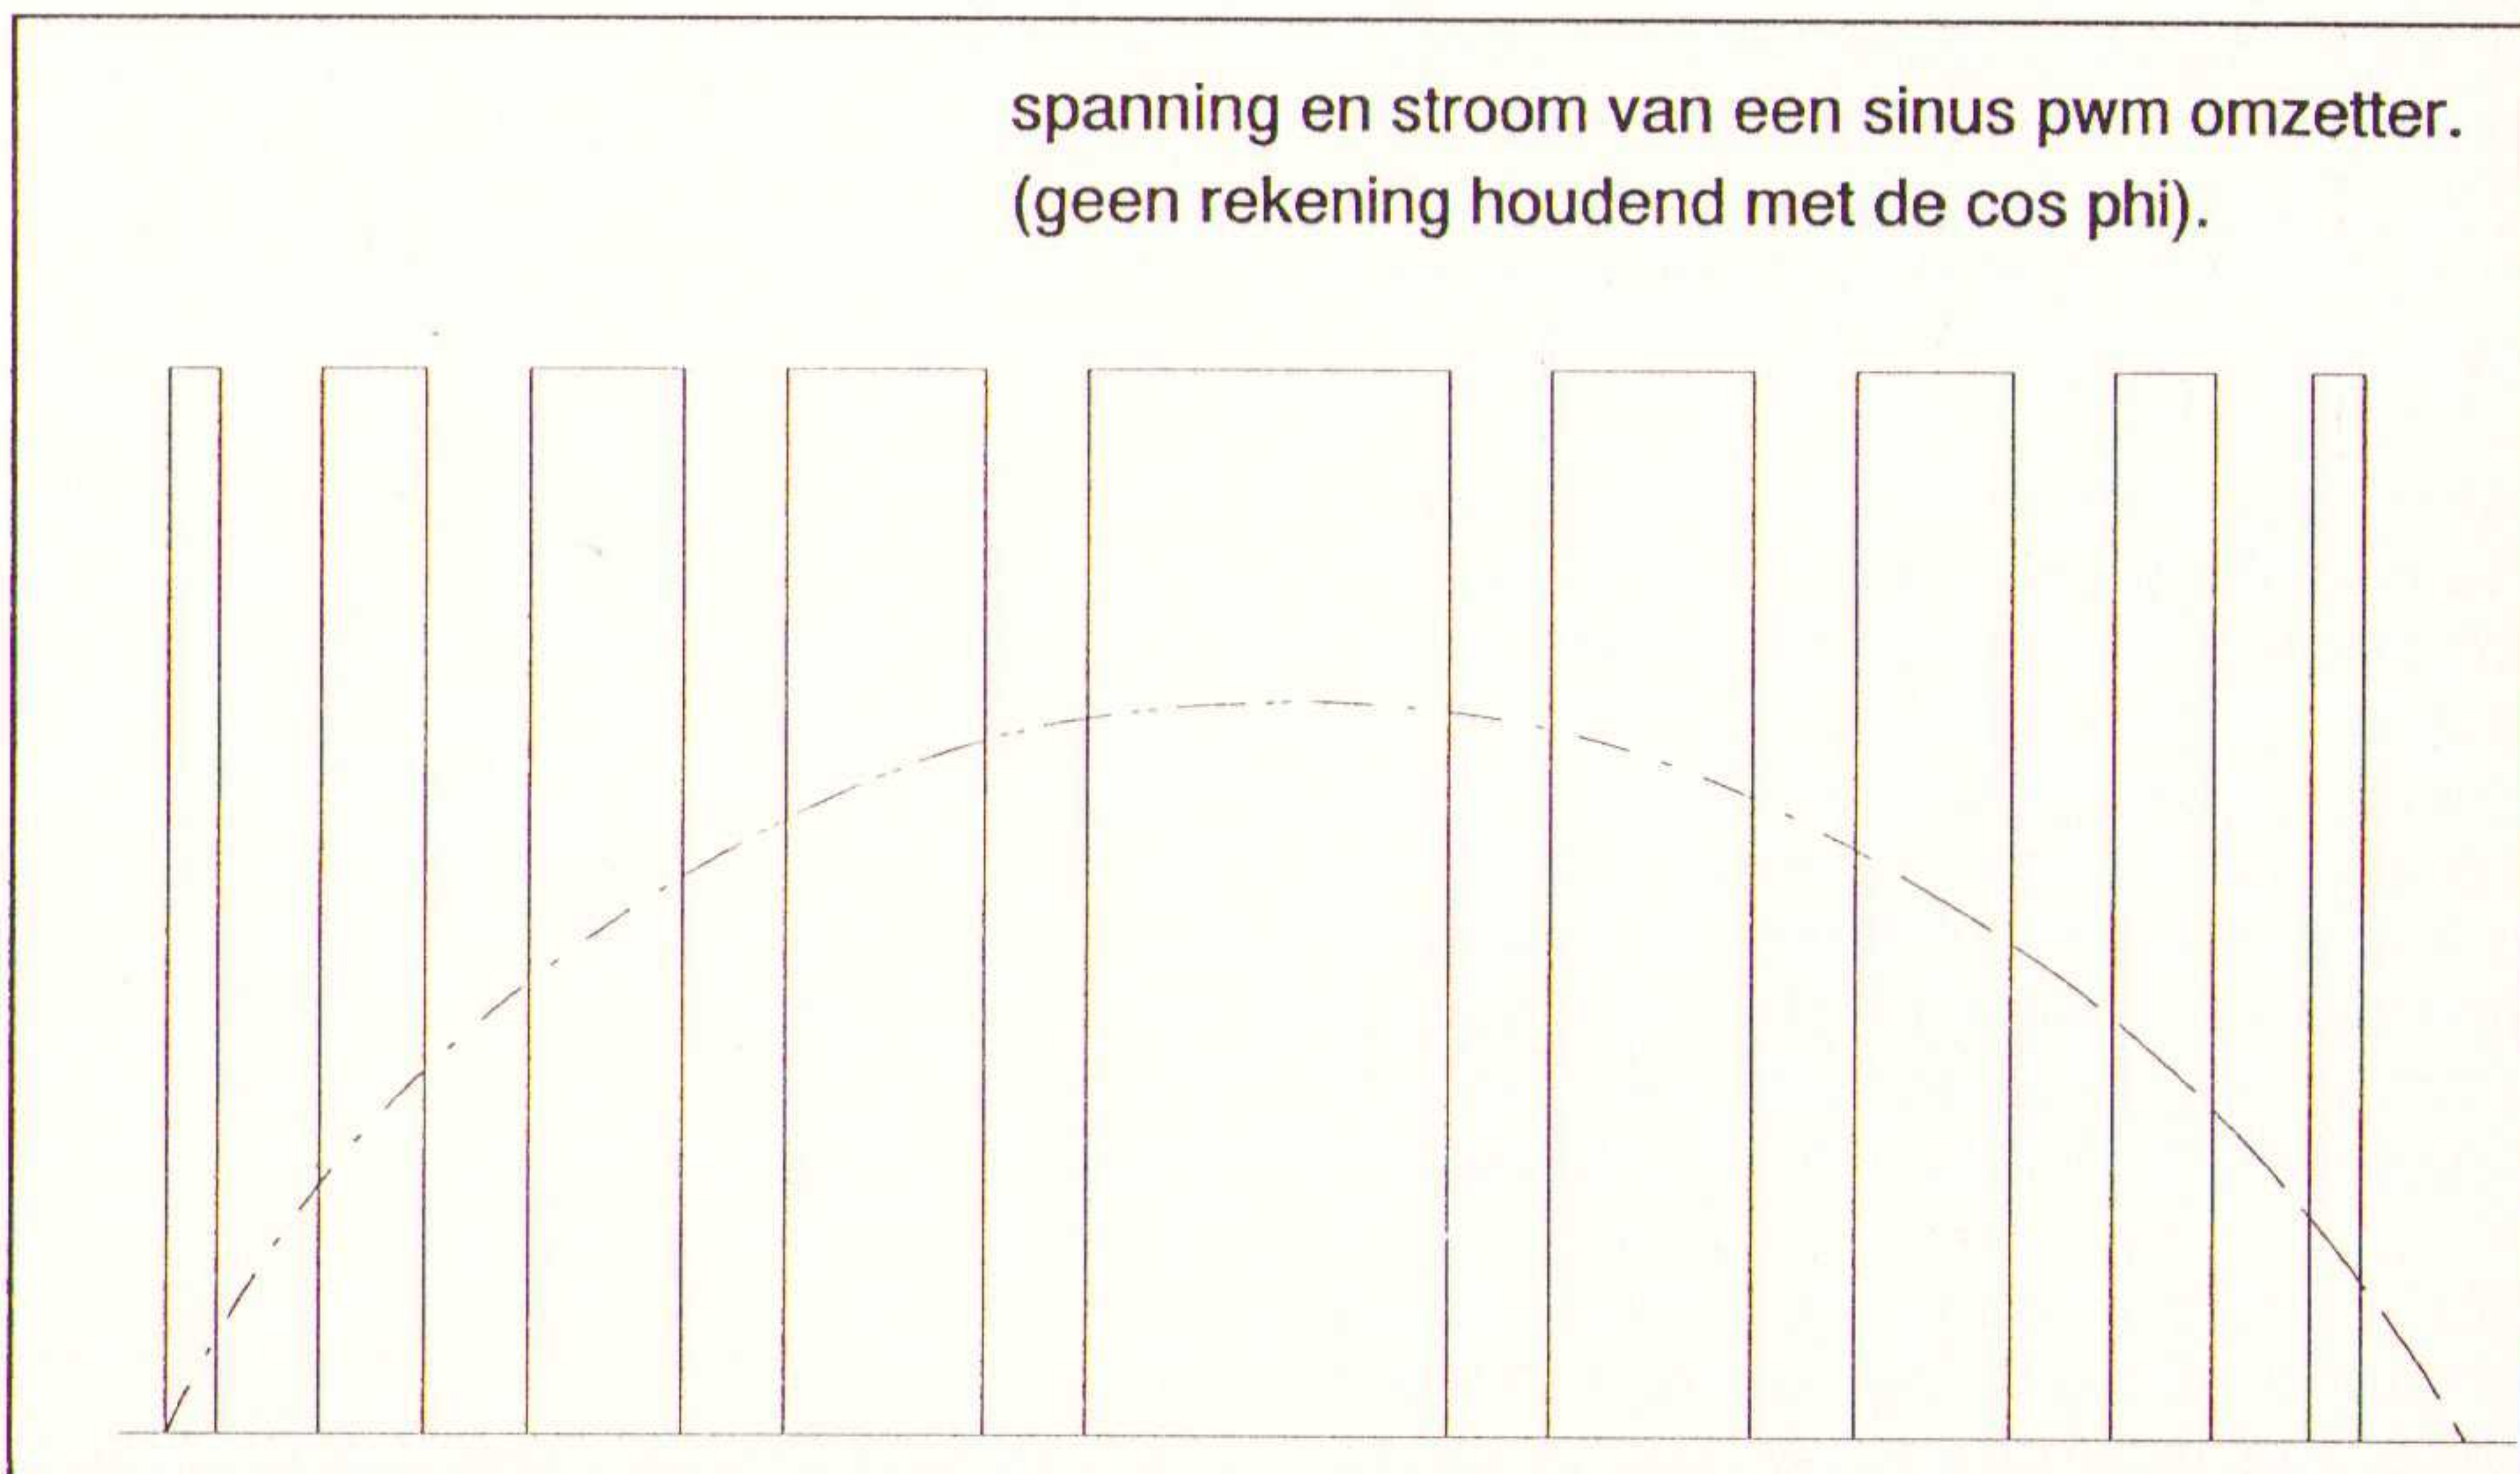 spanning en stroom van een sinus pwm omzetter.
(geen rekening houdend met de cos phi).